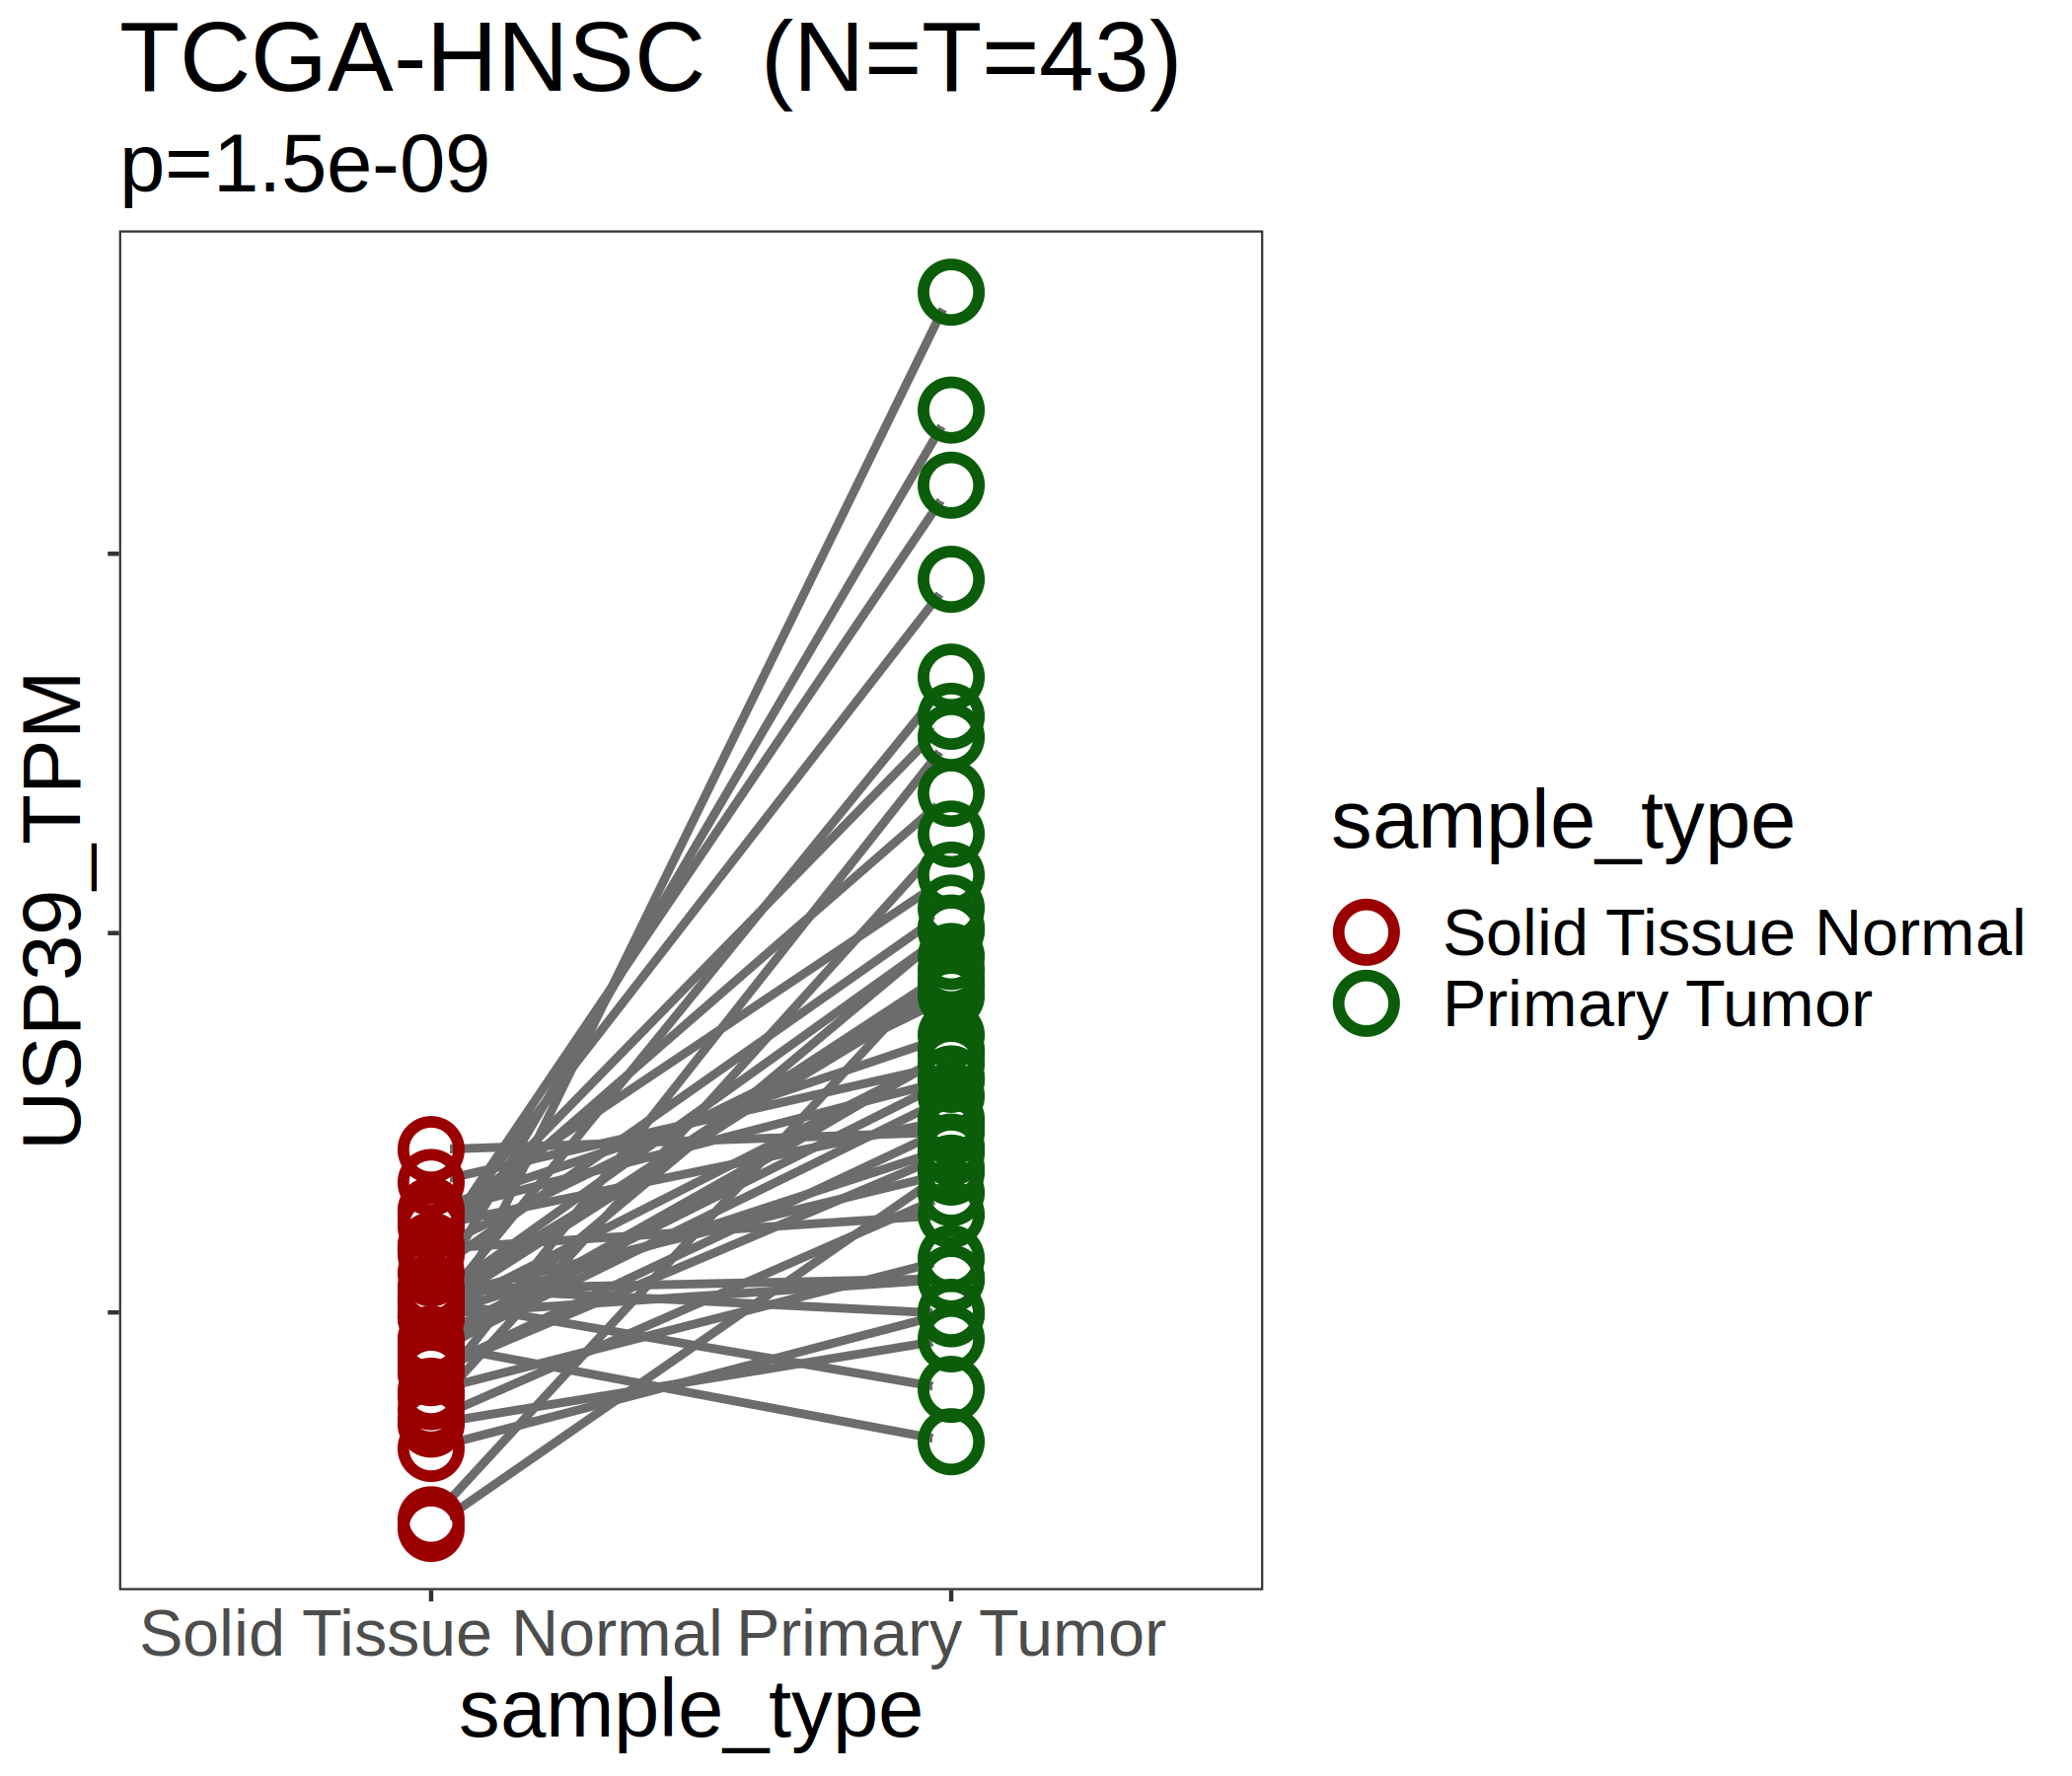 TCGA-HNSC  (N=T=43)
p=1.5e-09
USP39_TPM
Solid Tissue Normal Primary Tumor
sample_type
sample_type
Solid Tissue Normal
Primary Tumor